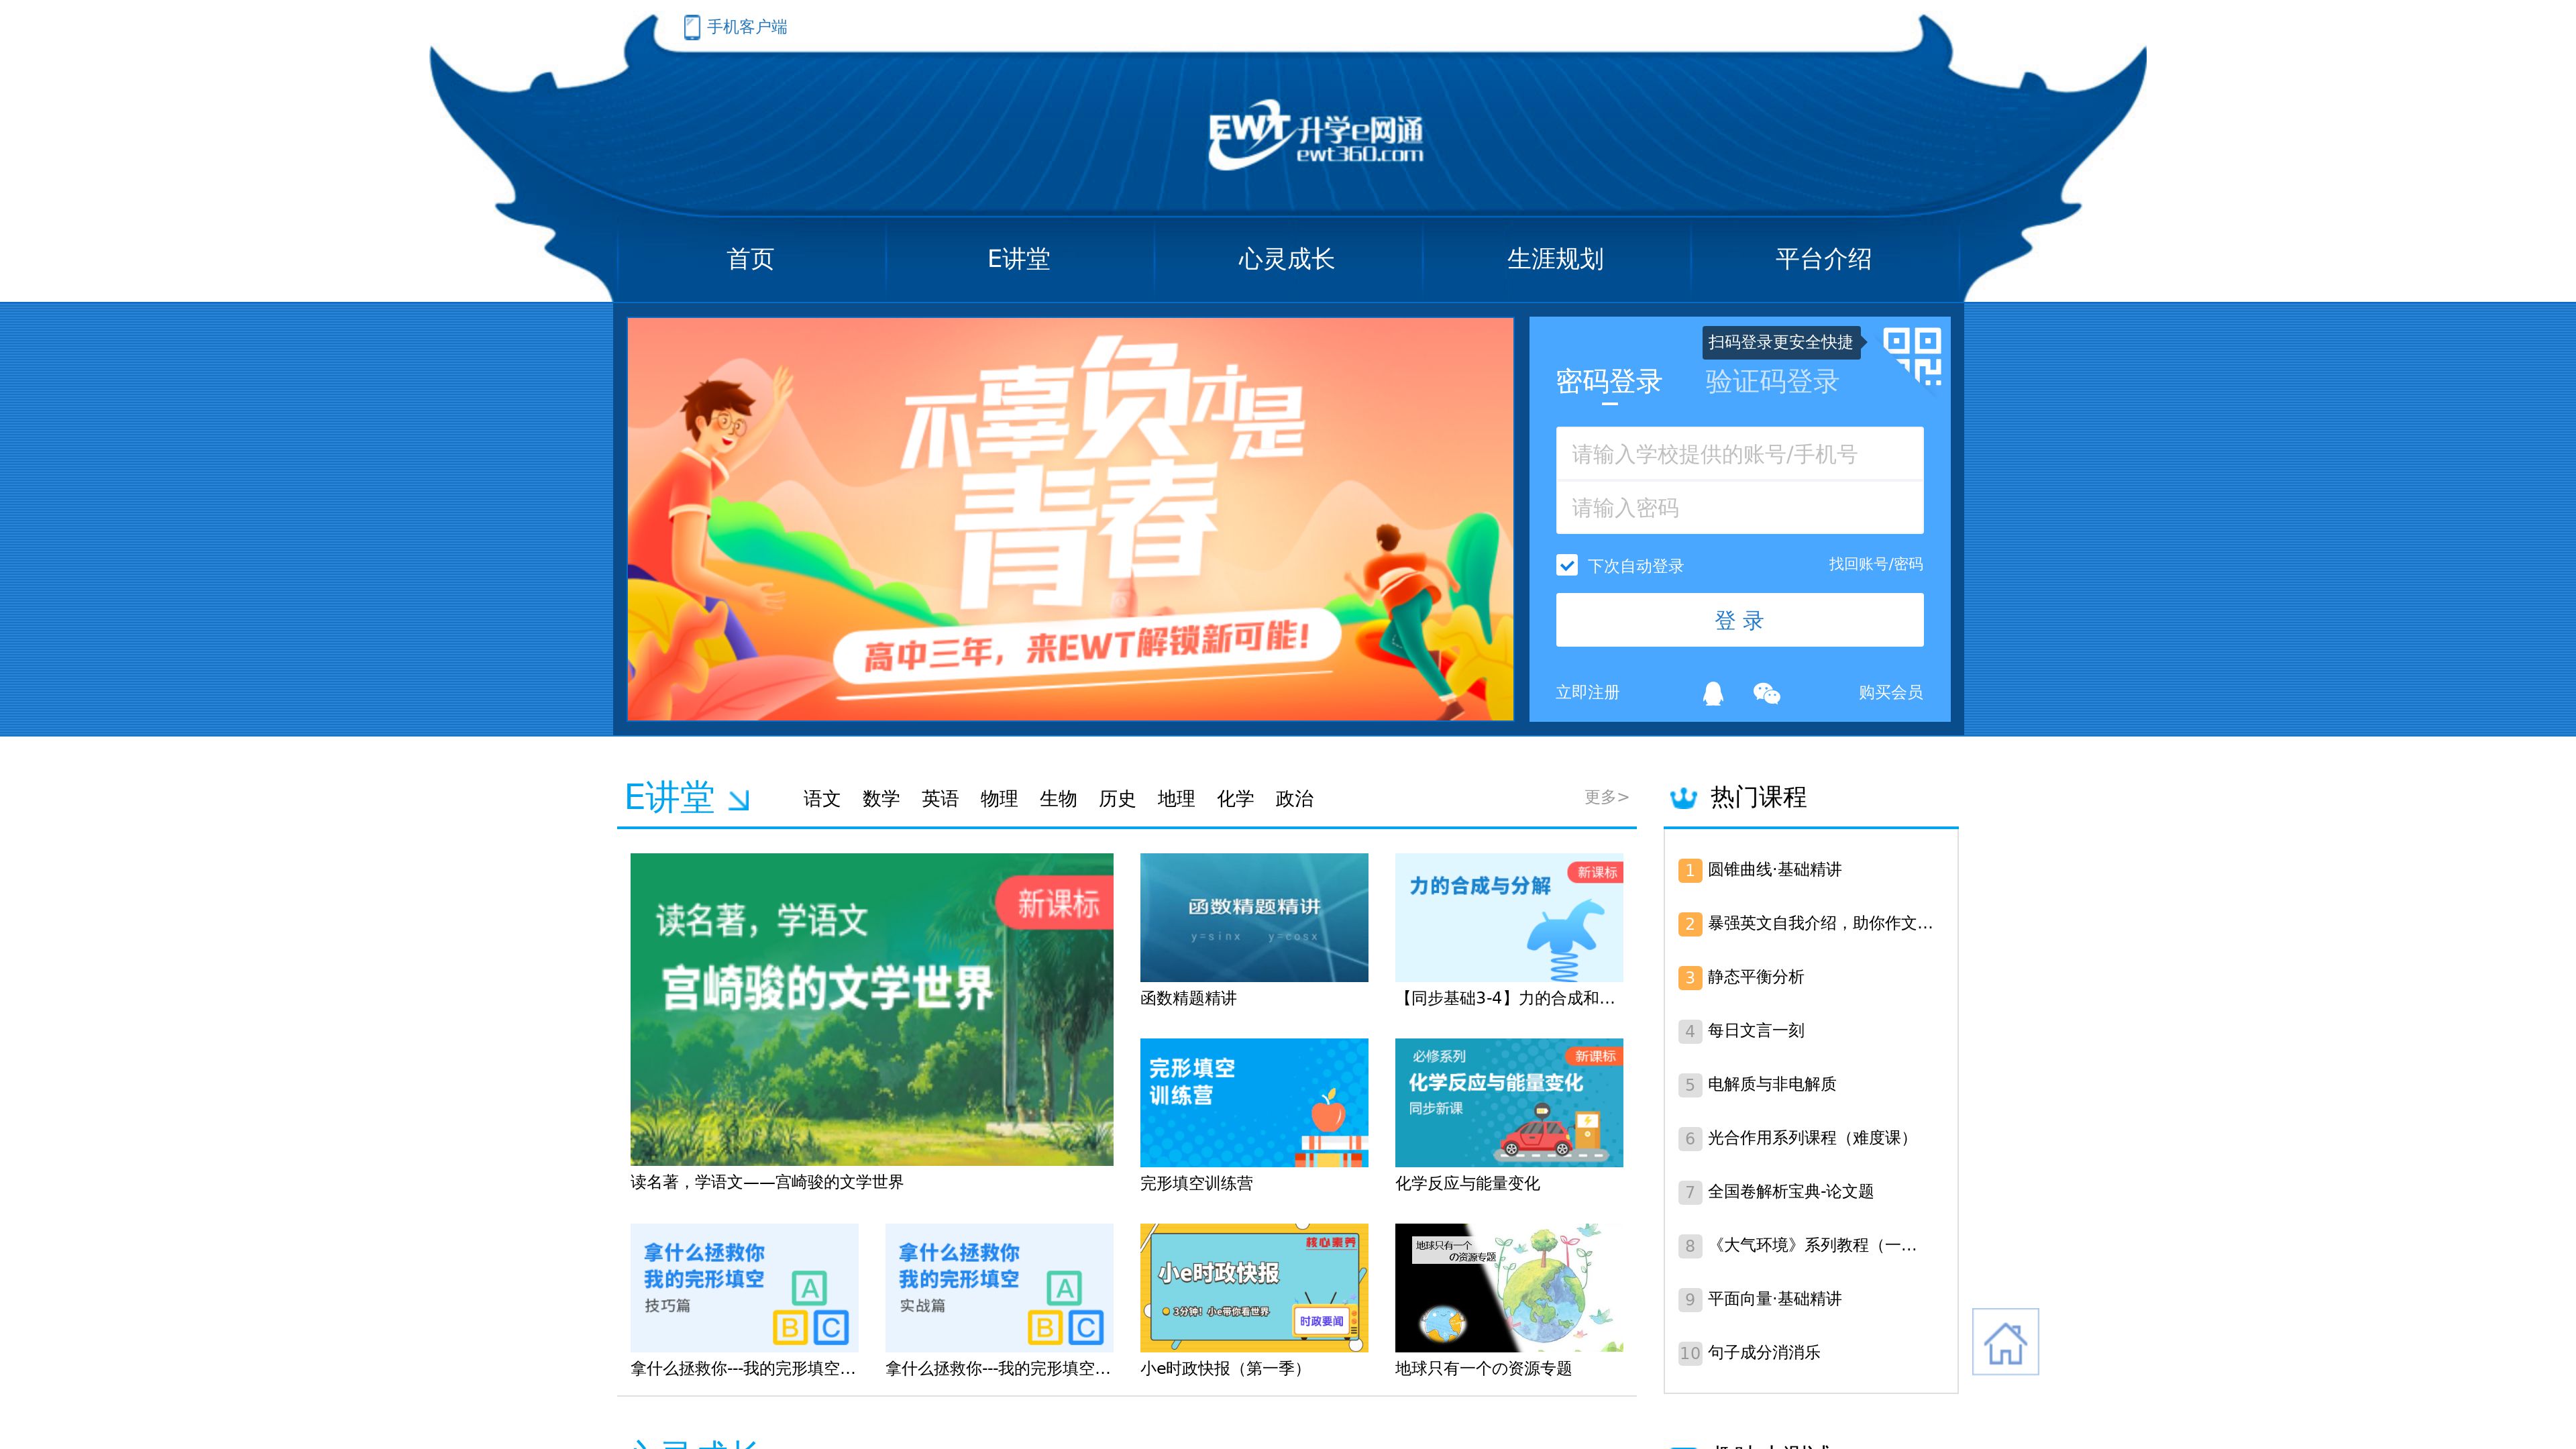 手机客户端
EWT 升学e网通
ewt360.com
首页
E讲堂
心灵成长
生涯规划
平台介绍
不辜负才是
青春
高中三年，来EWT解锁新可能!
扫码登录更安全快捷
密码登录
验证码登录
请输入学校提供的账号/手机号
请输入密码
下次自动登录
找回账号/密码
登 录
立即注册
购买会员
E讲堂
语文 数学 英语 物理 生物 历史 地理 化学 政治
更多>
新课标
读名著，学语文
宫崎骏的文学世界
读名著，学语文——宫崎骏的文学世界
函数精题精讲
y=sinx y=cosx
函数精题精讲
新课标
力的合成与分解
【同步基础3-4】力的合成和...
完形填空
训练营
完形填空训练营
必修系列
新课标
化学反应与能量变化
同步新课
化学反应与能量变化
拿什么拯救你
我的完形填空
技巧篇
A
B C
拿什么拯救你---我的完形填空...
拿什么拯救你
我的完形填空
实战篇
A
B C
拿什么拯救你---我的完形填空...
核心素养
小e时政快报
3分钟！小e带你看世界
时政要闻
小e时政快报（第一季）
地球只有一个
の资源专题
地球只有一个の资源专题
热门课程
1 圆锥曲线·基础精讲
2 暴强英文自我介绍，助你作文...
3 静态平衡分析
4 每日文言一刻
5 电解质与非电解质
6 光合作用系列课程（难度课）
7 全国卷解析宝典-论文题
8 《大气环境》系列教程（一...
9 平面向量·基础精讲
10 句子成分消消乐
心灵成长